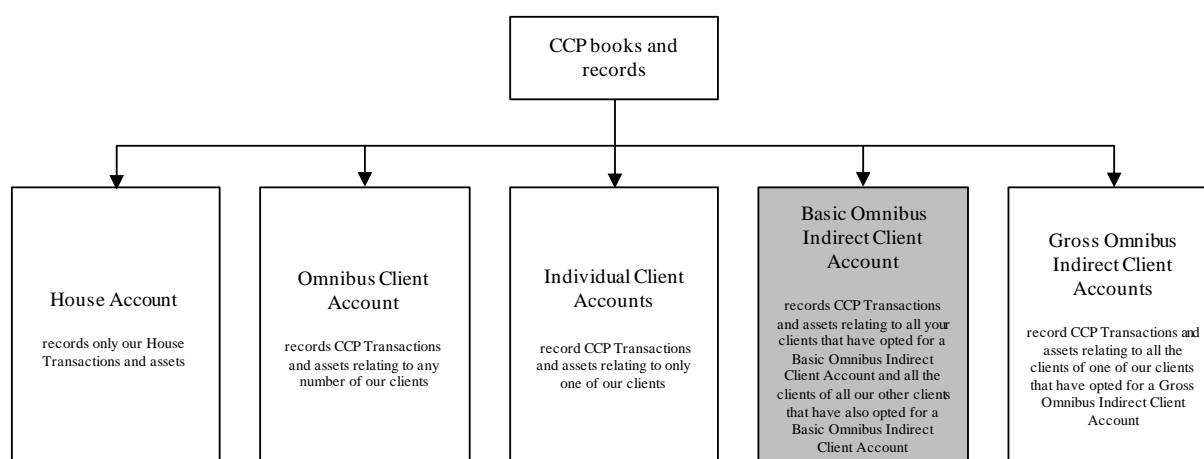 CCP books and
records
House Account
records only our House
Transactions and assets
Omnibus Client
Account
records CCP Transactions
and assets relating to any
number of our clients
Individual Client
Accounts
record CCP Transactions
and assets relating to only
one of our clients
Basic Omnibus
Indirect Client
Account
records CCP Transactions
and assets relating to all your
clients that have opted for a
Basic Omnibus Indirect
Client Account and all the
clients of all our other clients
that have also opted for a
Basic Omnibus Indirect
Client Account
Gross Omnibus
Indirect Client
Accounts
record CCP Transactions and
assets relating to all the
clients of one of our clients
that have opted for a Gross
Omnibus Indirect Client
Account